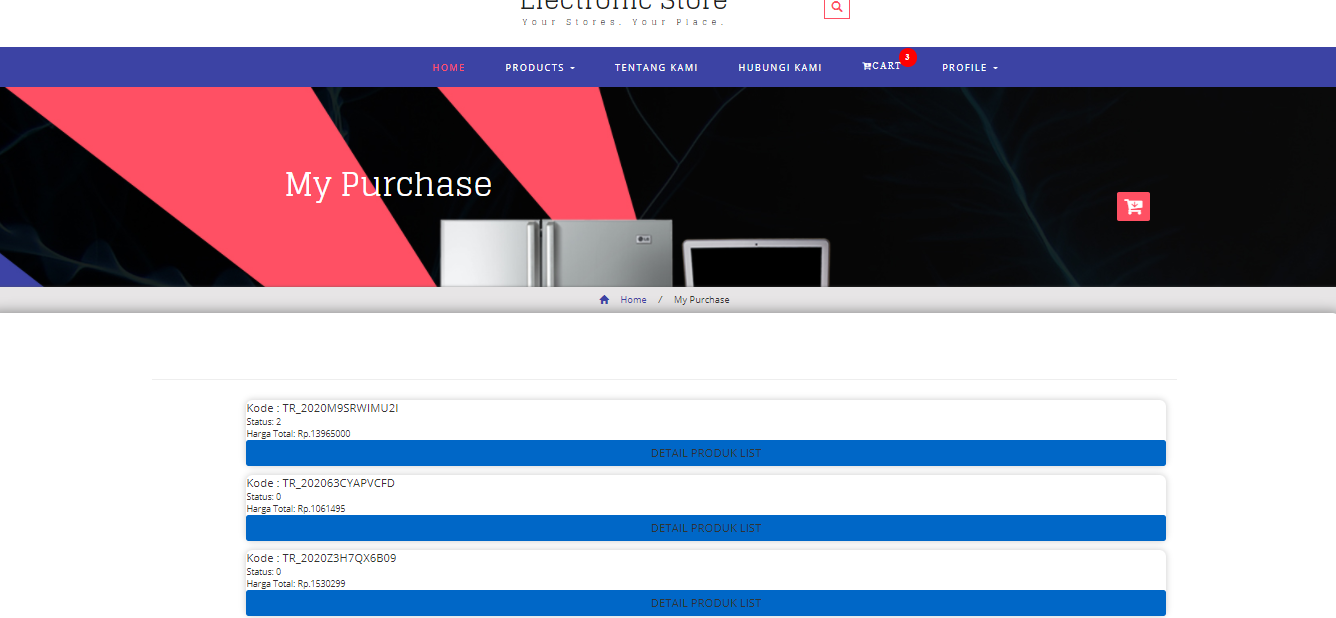 Electronic Store
Your Stores. Your Place.
HOME PRODUCTS TENTANG KAMI HUBUNGI KAMI CART 3 PROFILE
My Purchase
LG
Home / My Purchase
Kode : TR_2020M9SRWIMU2I
Status: 2
Harga Total: Rp.13965000
DETAIL PRODUK LIST
Kode : TR_202063CYAPVCFD
Status: 0
Harga Total: Rp.1061495
DETAIL PRODUK LIST
Kode : TR_2020Z3H7QX6B09
Status: 0
Harga Total: Rp.1530299
DETAIL PRODUK LIST